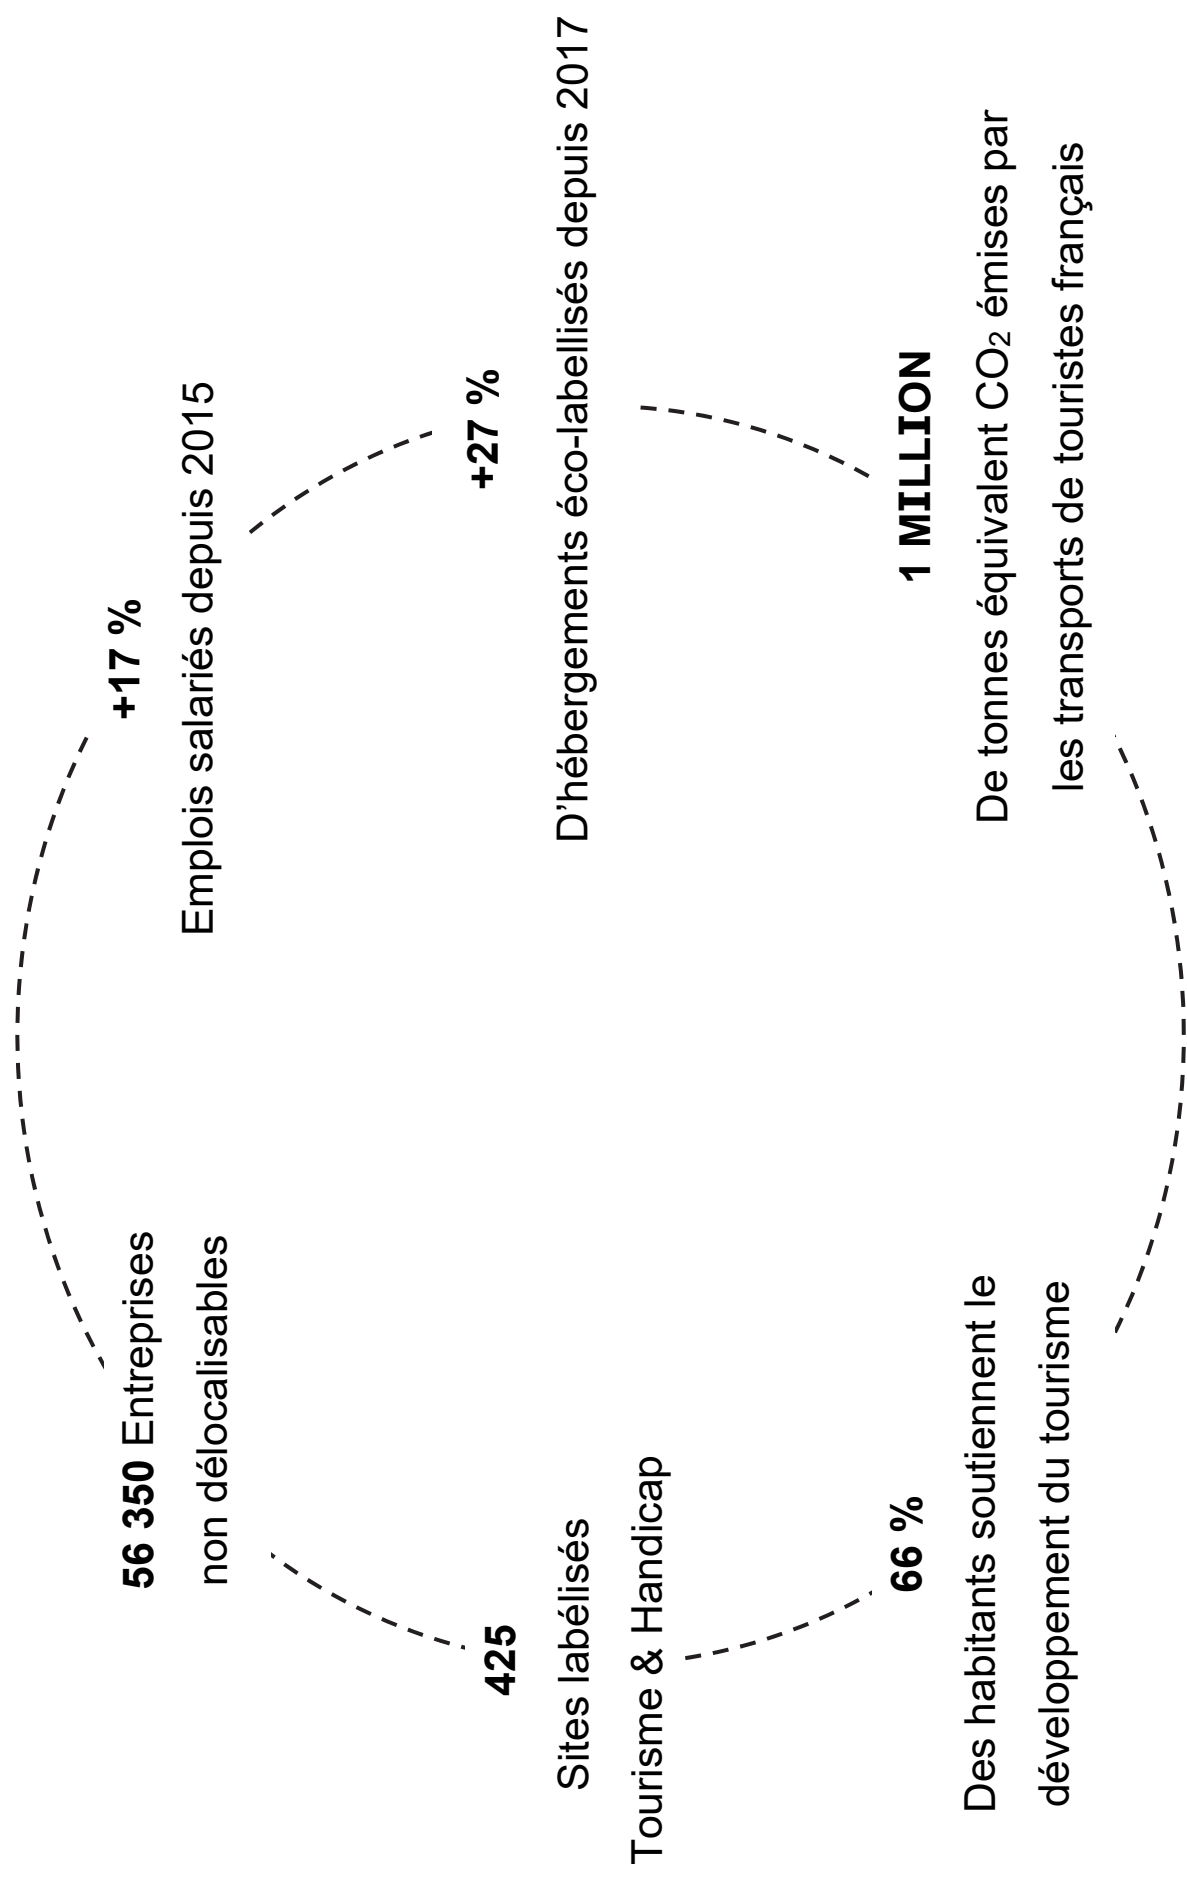 56 350 Entreprises
non délocalisables
+17 %
Emplois salariés depuis 2015
425
Sites labélisés
Tourisme & Handicap
+27 %
D’hébergements éco-labellisés depuis 2017
66 %
Des habitants soutiennent le
développement du tourisme
1 MILLION
De tonnes équivalent CO₂ émises par
les transports de touristes français